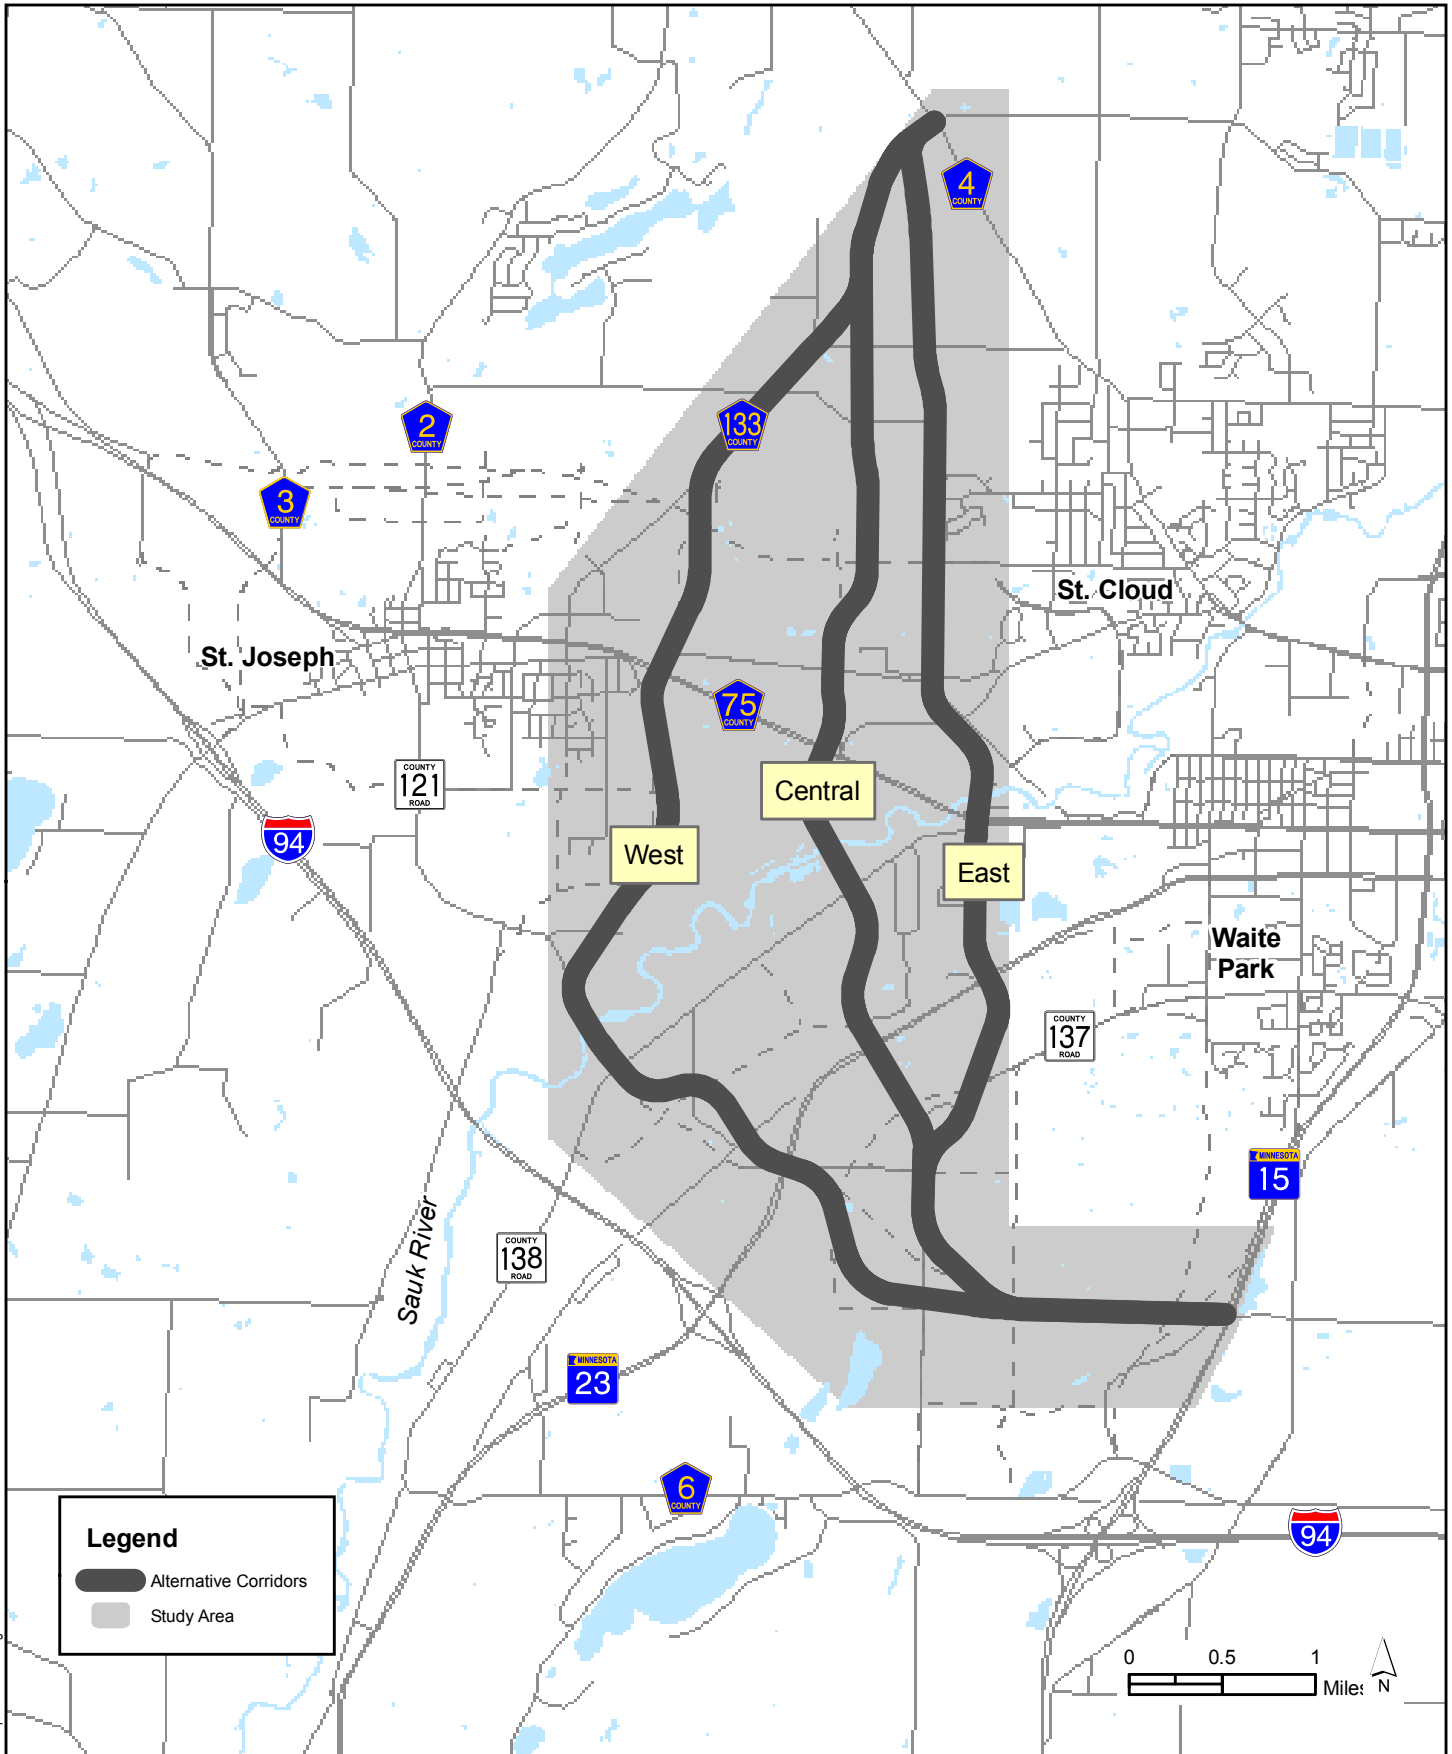 4
COUNTY
133
COUNTY
2
COUNTY
3
COUNTY
St. Cloud
St. Joseph
75
COUNTY
COUNTY
121
ROAD
Central
94
West
East
Waite
Park
COUNTY
137
ROAD
MINNESOTA
15
Sauk River
COUNTY
138
ROAD
MINNESOTA
23
6
COUNTY
94
Legend
Alternative Corridors
Study Area
0 0.5 1
Miles
N